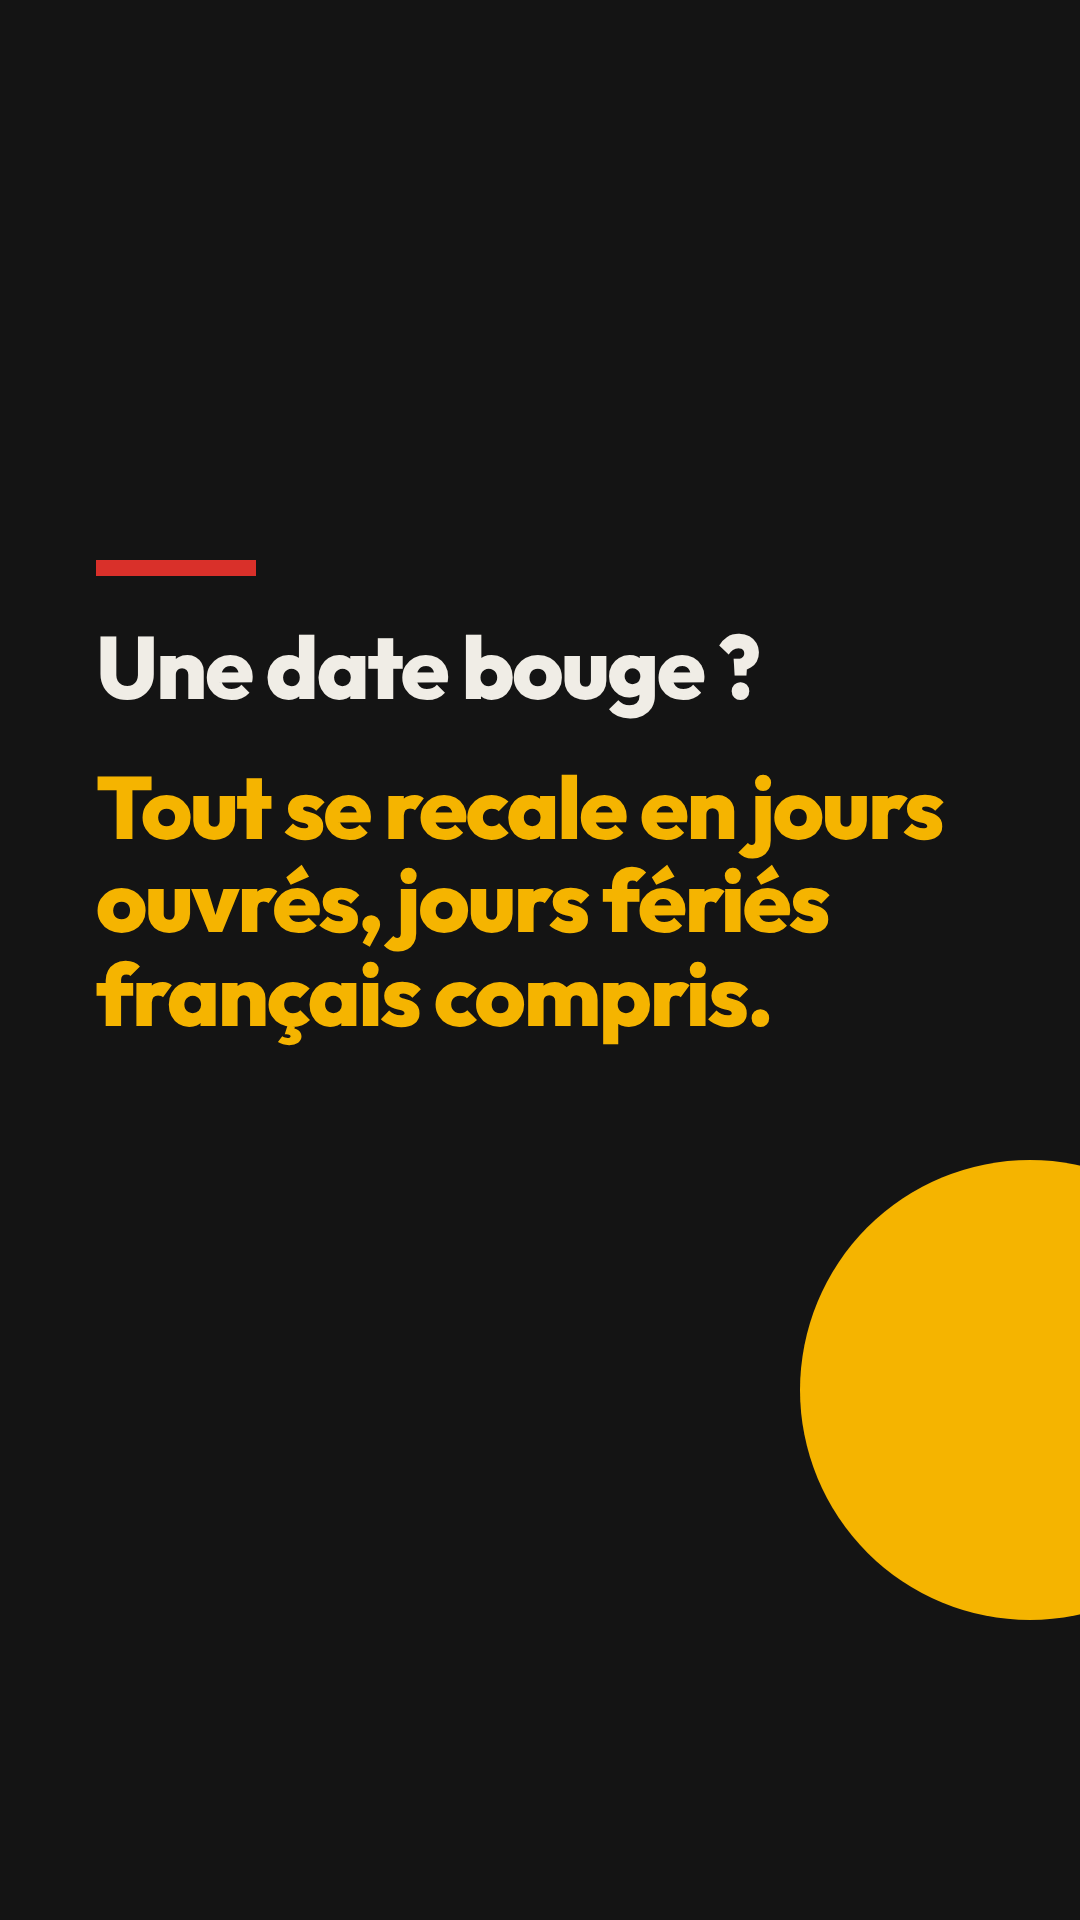 Une date bouge ?
Tout se recale en jours
ouvrés, jours fériés
français compris.